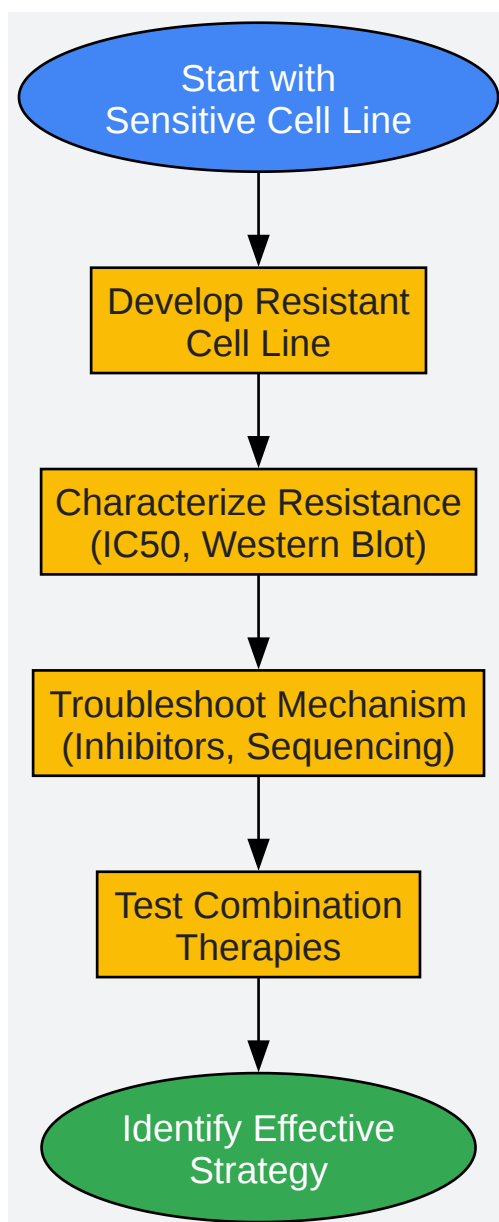 Start with
Sensitive Cell Line
Develop Resistant
Cell Line
Characterize Resistance
(IC50, Western Blot)
Troubleshoot Mechanism
(Inhibitors, Sequencing)
Test Combination
Therapies
Identify Effective
Strategy